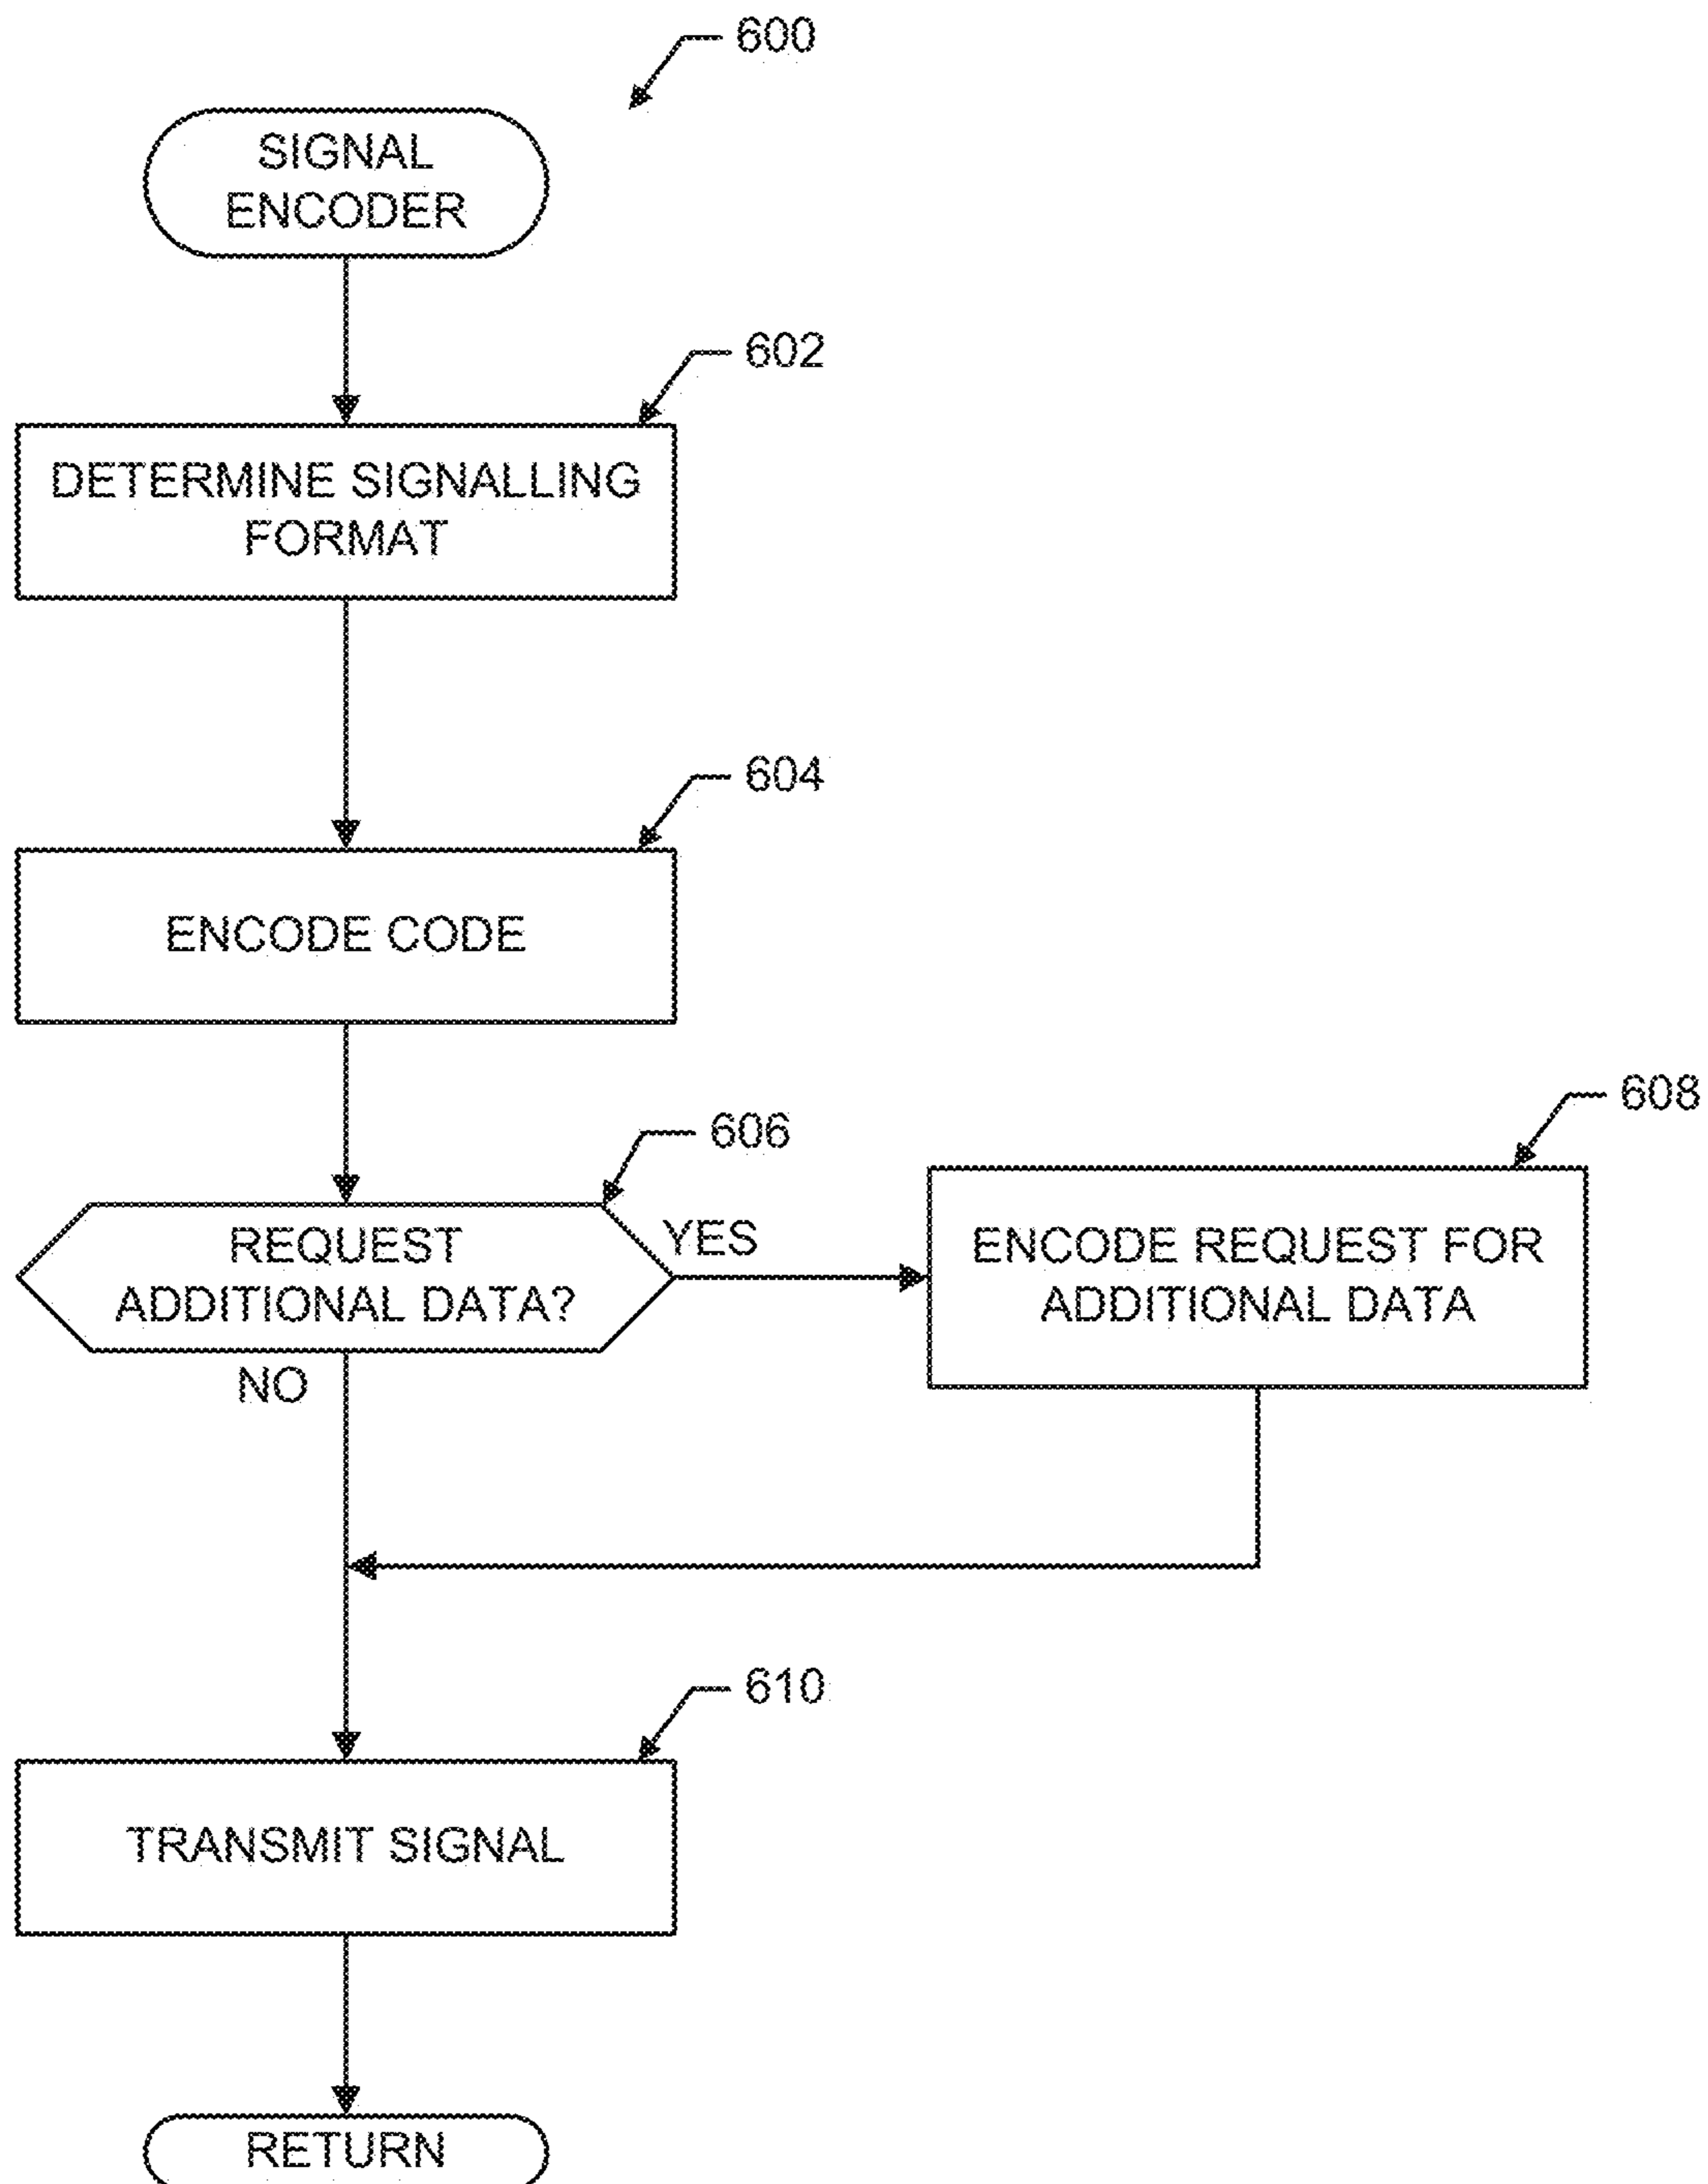 600
SIGNAL
ENCODER
602
DETERMINE SIGNALLING
FORMAT
604
ENCODE CODE
606
608
REQUEST
ADDITIONAL DATA?
YES
ENCODE REQUEST FOR
ADDITIONAL DATA
NO
610
TRANSMIT SIGNAL
RETURN